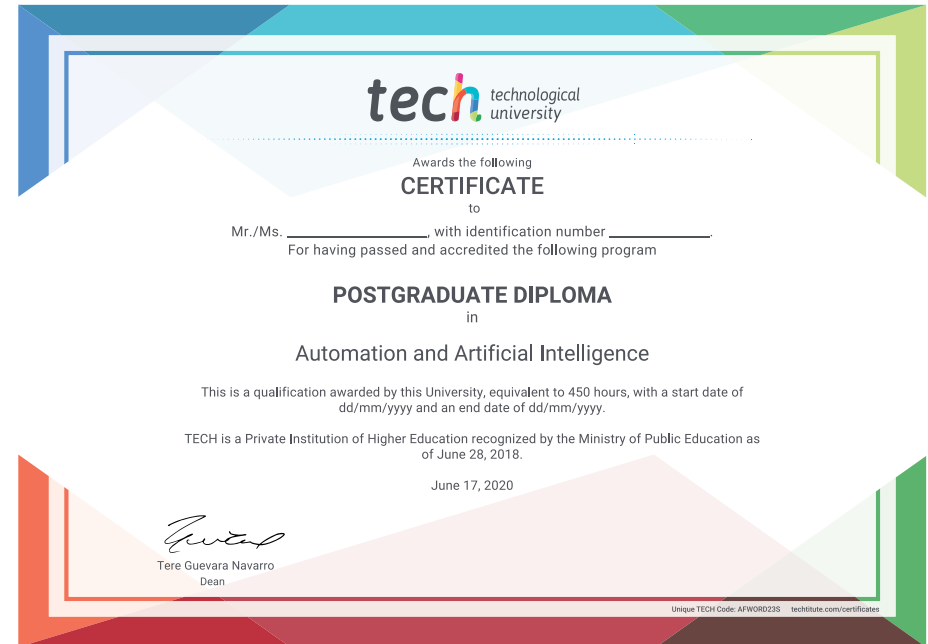 tech technological
university
Awards the following
CERTIFICATE
to
Mr./Ms. ____________, with identification number ____________.
For having passed and accredited the following program
POSTGRADUATE DIPLOMA
in
Automation and Artificial Intelligence
This is a qualification awarded by this University, equivalent to 450 hours, with a start date of
dd/mm/yyyy and an end date of dd/mm/yyyy.
TECH is a Private Institution of Higher Education recognized by the Ministry of Public Education as
of June 28, 2018.
June 17, 2020
Tere Guevara Navarro
Dean
Unique TECH Code: AFWORD23S techtitute.com/certificates